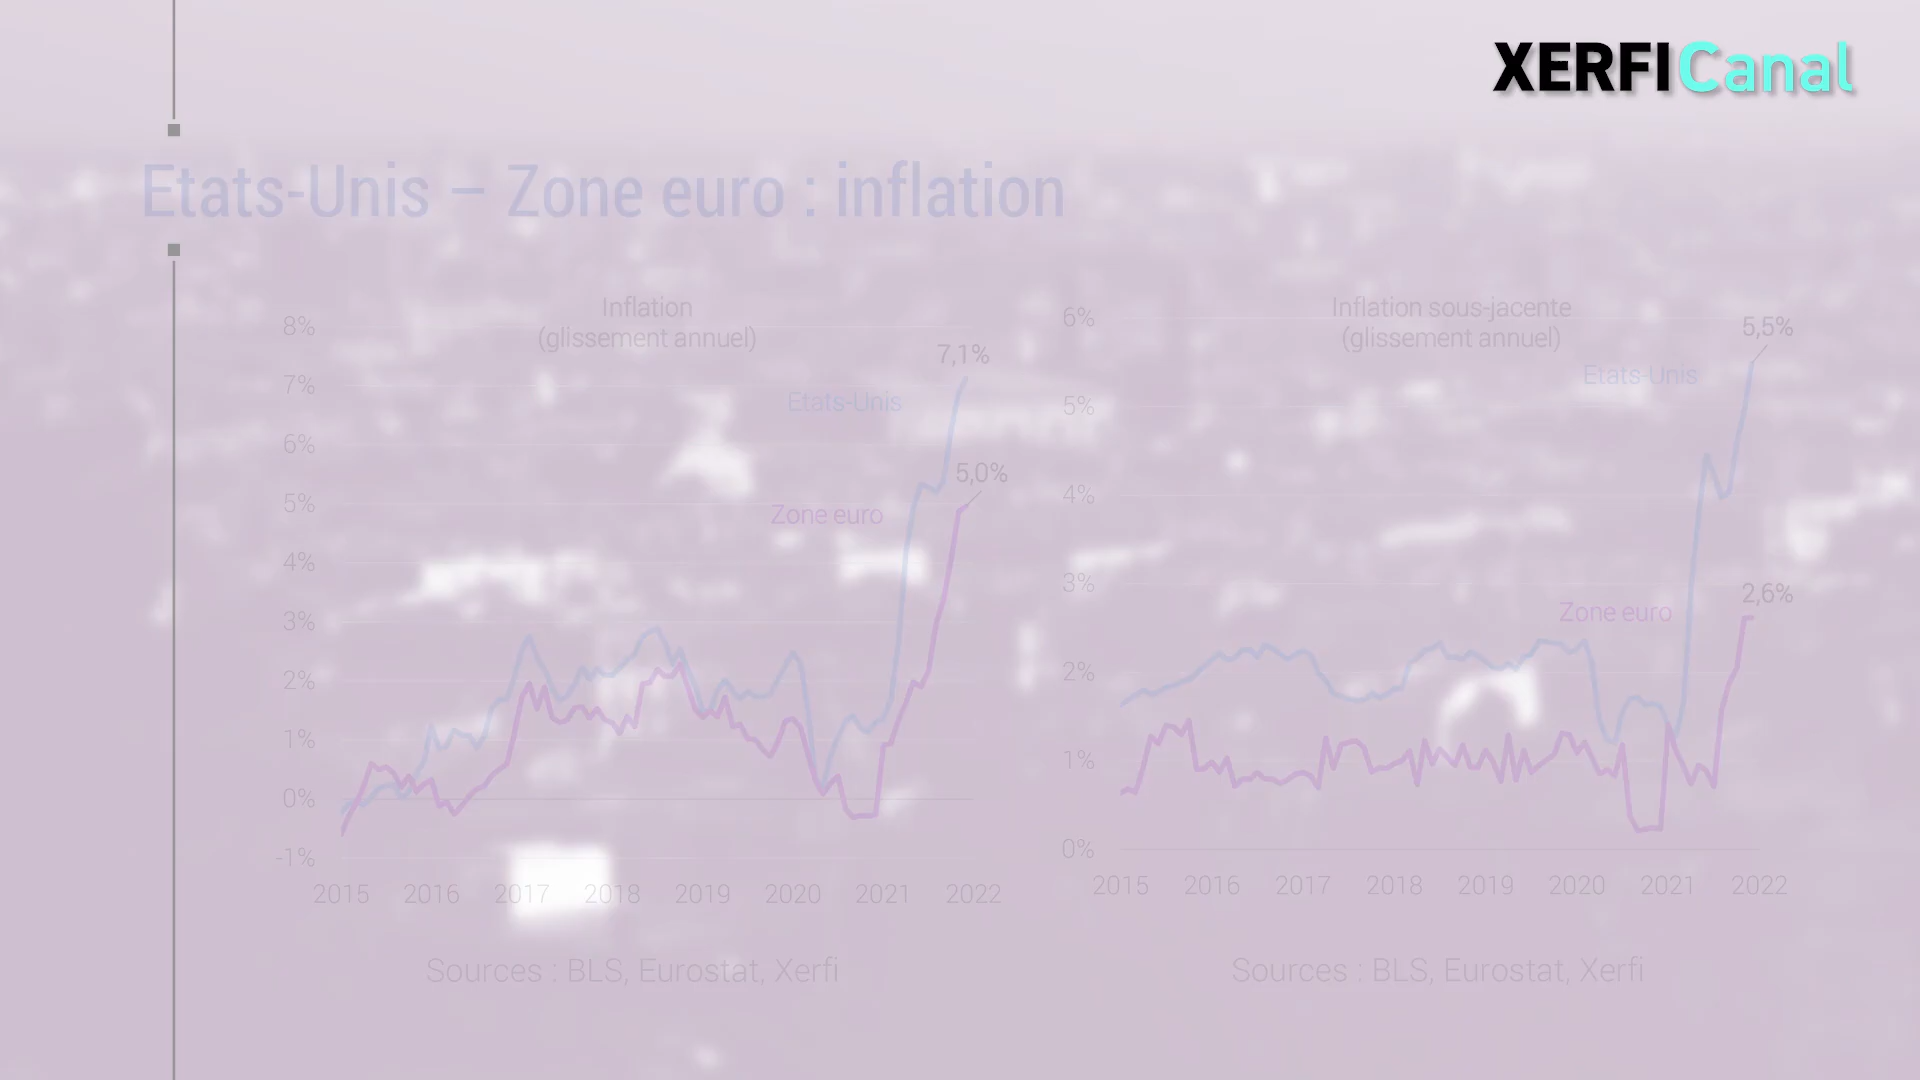 XERFI Canal
Etats-Unis – Zone euro : inflation
Inflation
(glissement annuel)
8%
7%
6%
5%
4%
3%
2%
1%
0%
-1%
7,1%
Etats-Unis
5,0%
Zone euro
2015 2016 2017 2018 2019 2020 2021 2022
Sources : BLS, Eurostat, Xerfi
Inflation sous-jacente
(glissement annuel)
6%
5%
4%
3%
2%
1%
0%
5,5%
Etats-Unis
2,6%
Zone euro
2015 2016 2017 2018 2019 2020 2021 2022
Sources : BLS, Eurostat, Xerfi